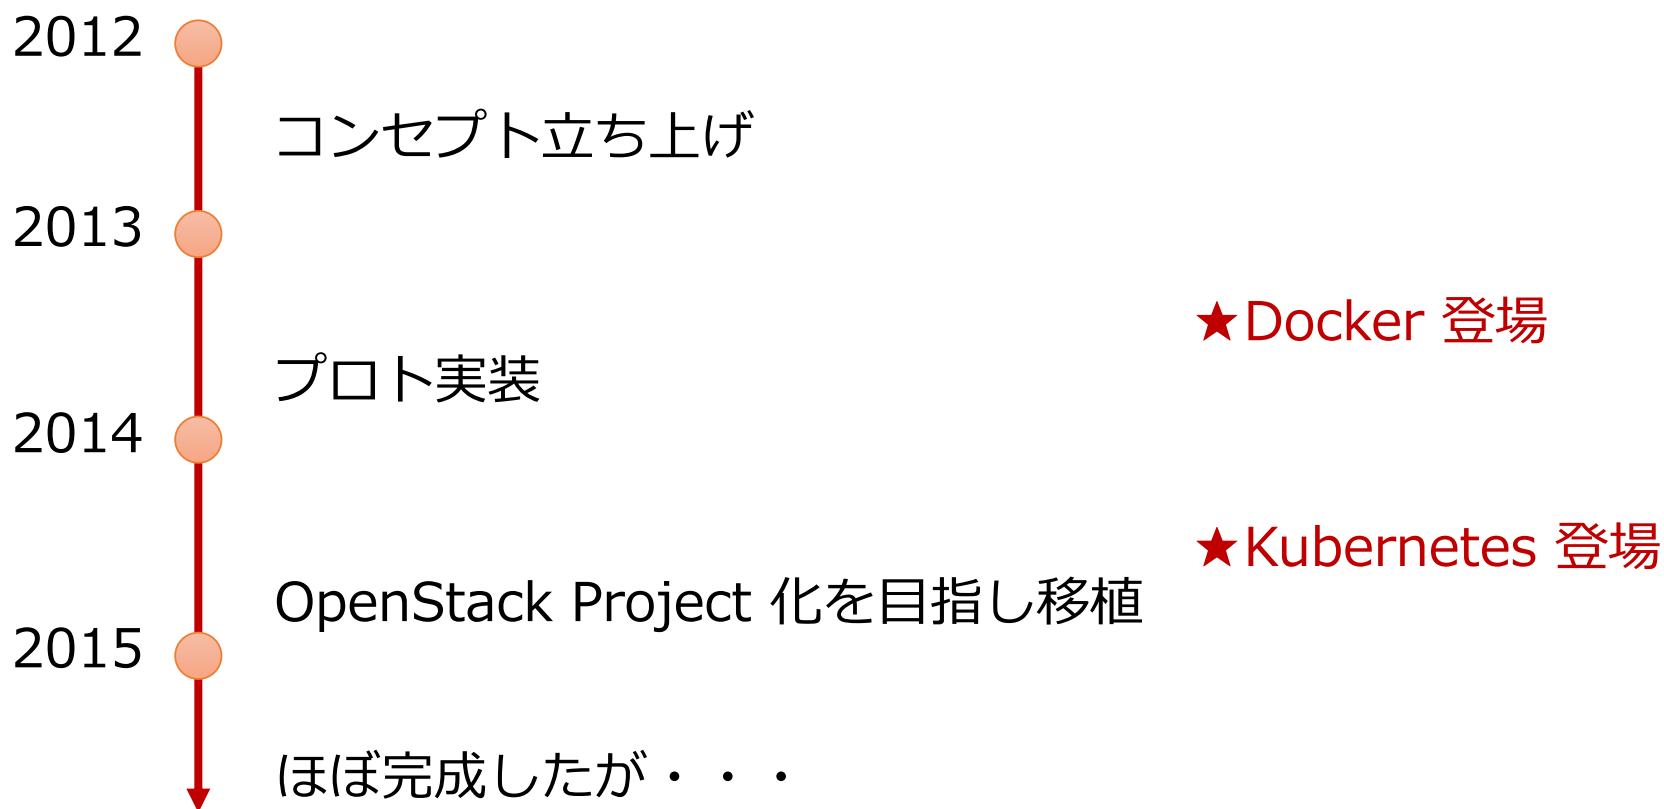 2012
コンセプト立ち上げ
2013
★Docker 登場
プロト実装
2014
★Kubernetes 登場
OpenStack Project 化を目指し移植
2015
ほぼ完成したが・・・